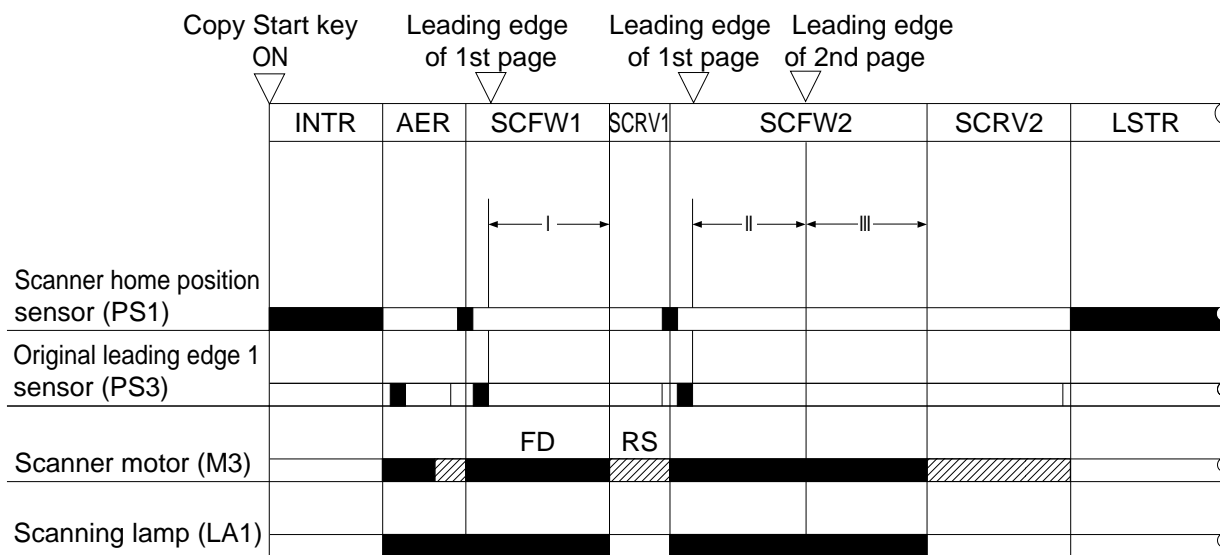 Copy Start key
ON
Leading edge
of 1st page
Leading edge
of 1st page
Leading edge
of 2nd page
INTR AER SCFW1 SCRV1 SCFW2 SCRV2 LSTR
I II III
Scanner home position
sensor (PS1)
Original leading edge 1
sensor (PS3)
FD RS
Scanner motor (M3)
Scanning lamp (LA1)